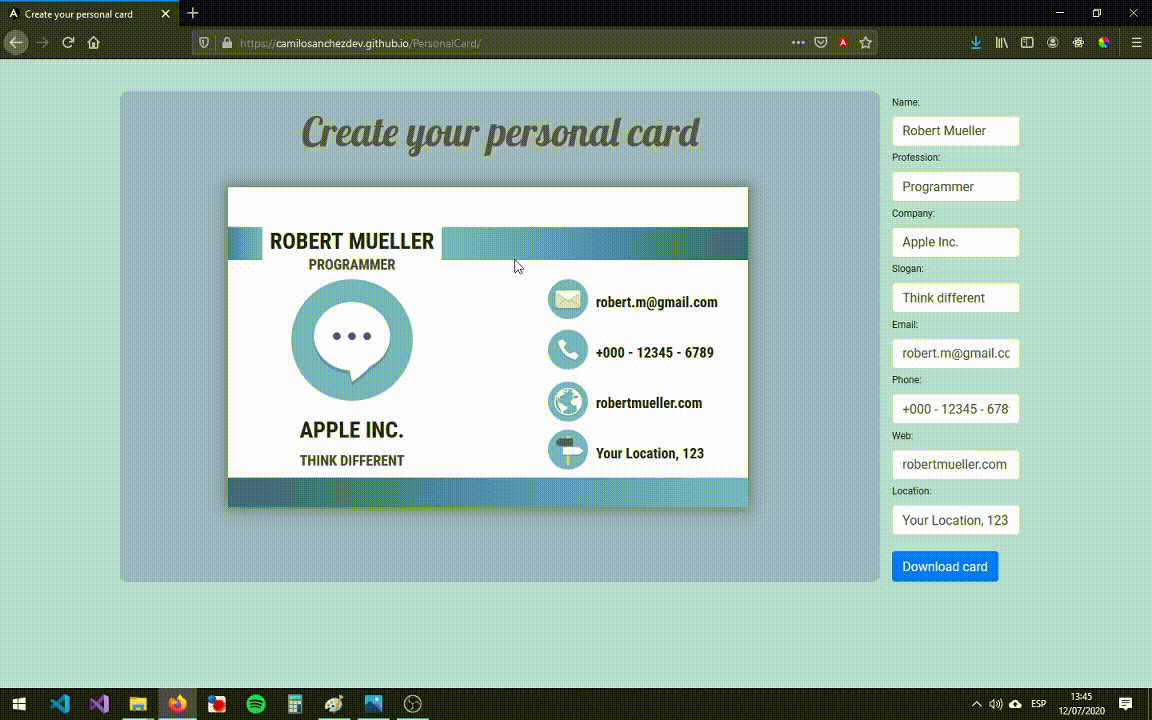 Create your personal card
https://camilosanchezdev.github.io/PersonalCard/
Create your personal card
ROBERT MUELLER
PROGRAMMER
APPLE INC.
THINK DIFFERENT
robert.m@gmail.com
+000 - 12345 - 6789
robertmueller.com
Your Location, 123
Name:
Robert Mueller
Profession:
Programmer
Company:
Apple Inc.
Slogan:
Think different
Email:
robert.m@gmail.cc
Phone:
+000 - 12345 - 678
Web:
robertmueller.com
Location:
Your Location, 123
Download card
ESP
13:45
12/07/2020